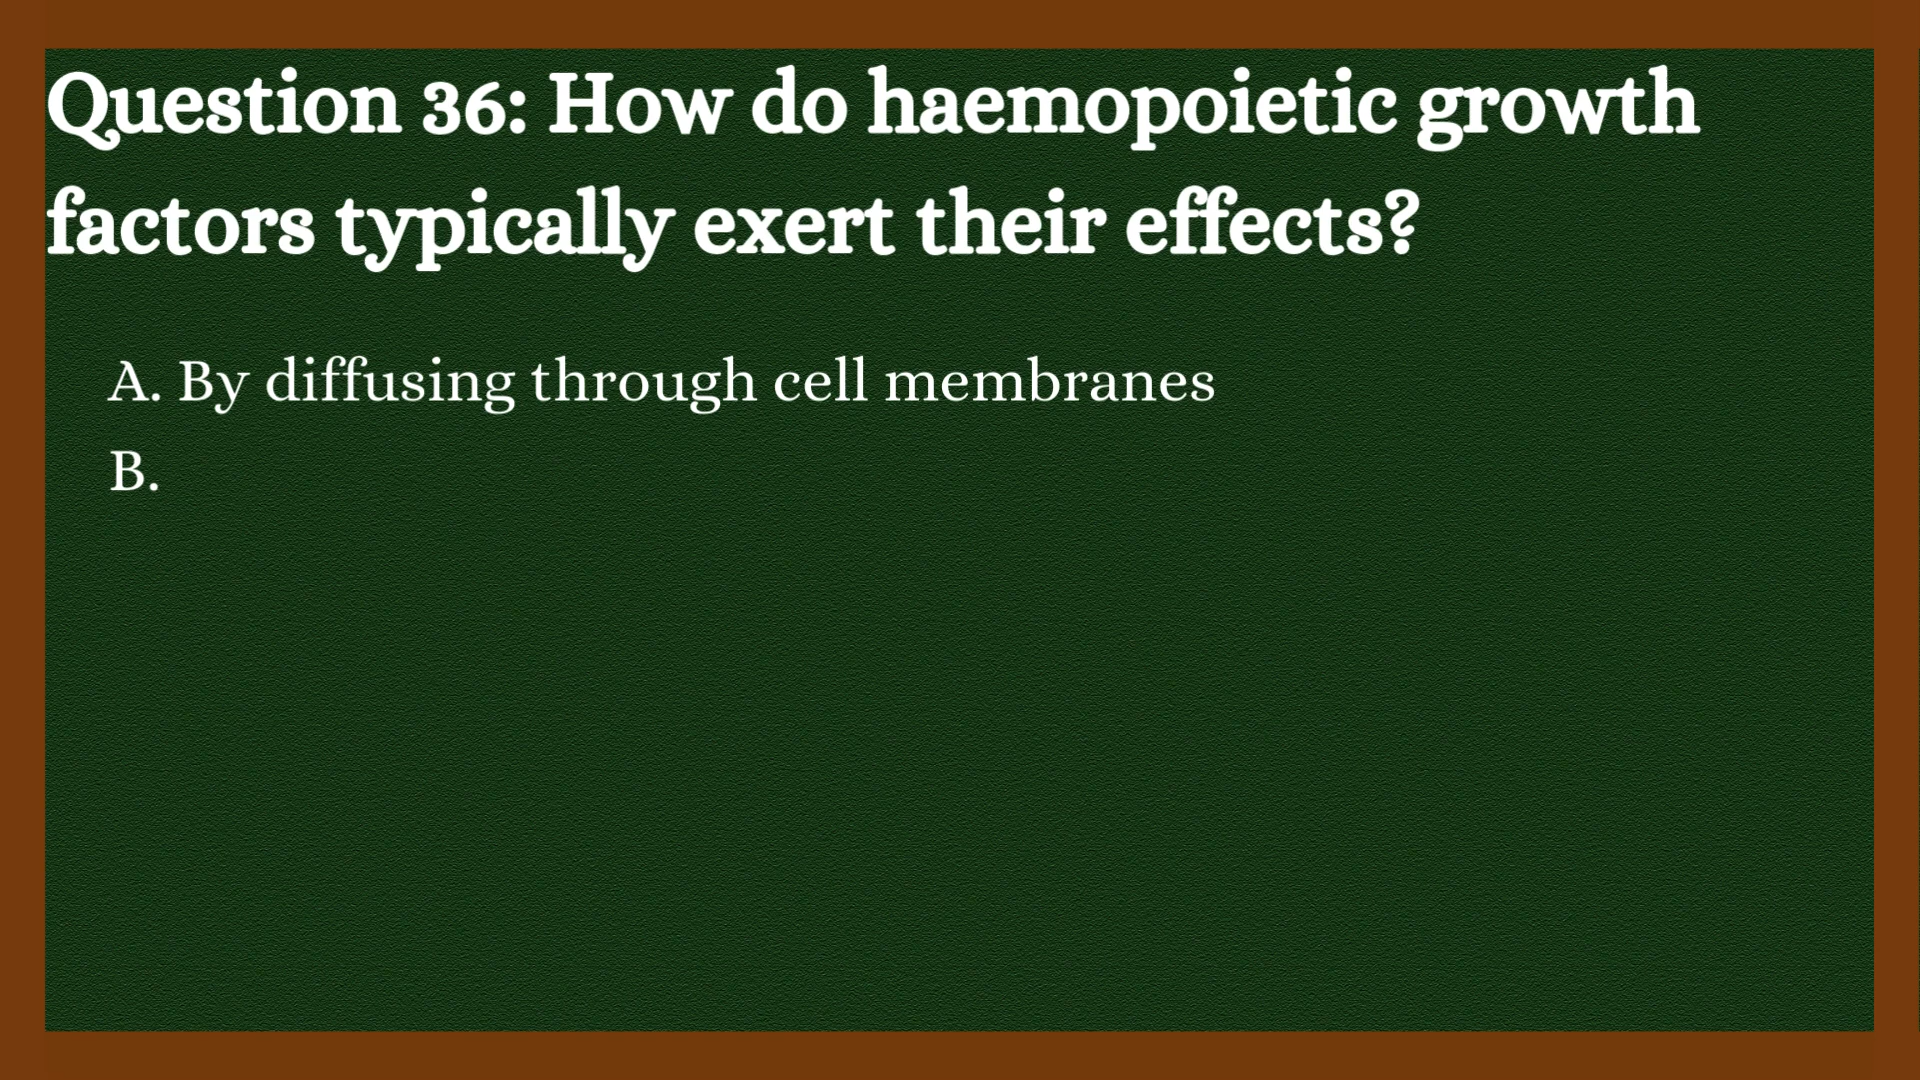 Question 36: How do haemopoietic growth
factors typically exert their effects?
A. By diffusing through cell membranes
B.